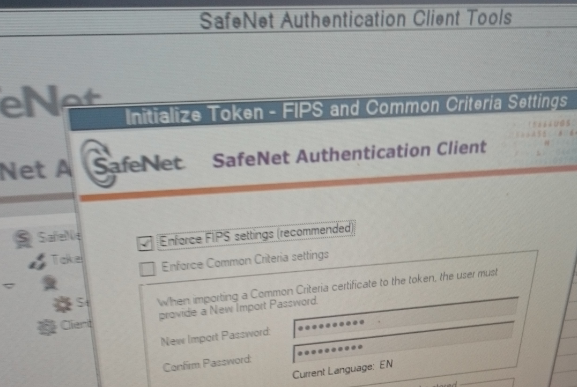 SafeNet Authentication Client Tools
eNet
Initialize Token - FIPS and Common Criteria Settings
Net A
SafeNet
SafeNet Authentication Client
Enforce FIPS settings (recommended)
SafeNe
Enforce Common Criteria settings
Toke
When importing a Common Criteria certificate to the token, the user must
provide a New Import Password.
S
Client
New Import Password:
••••••••••
Confirm Password:
••••••••••
Current Language: EN